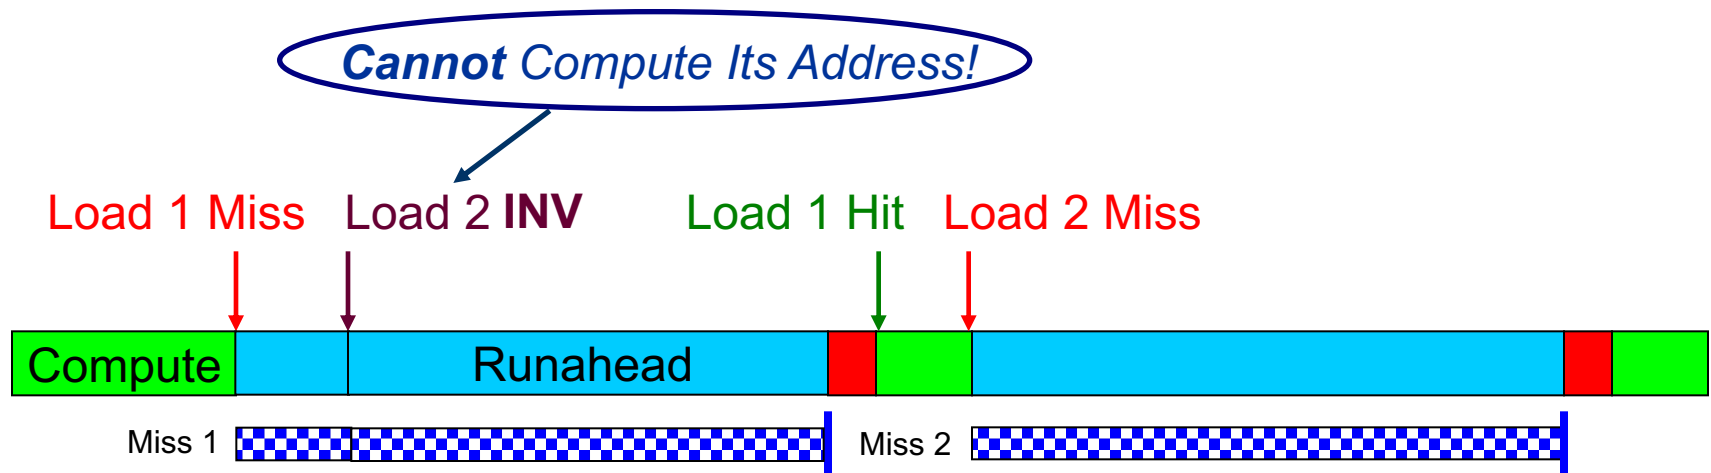 Cannot Compute Its Address!
Load 1 Miss Load 2 INV Load 1 Hit Load 2 Miss
Compute Runahead
Miss 1 Miss 2